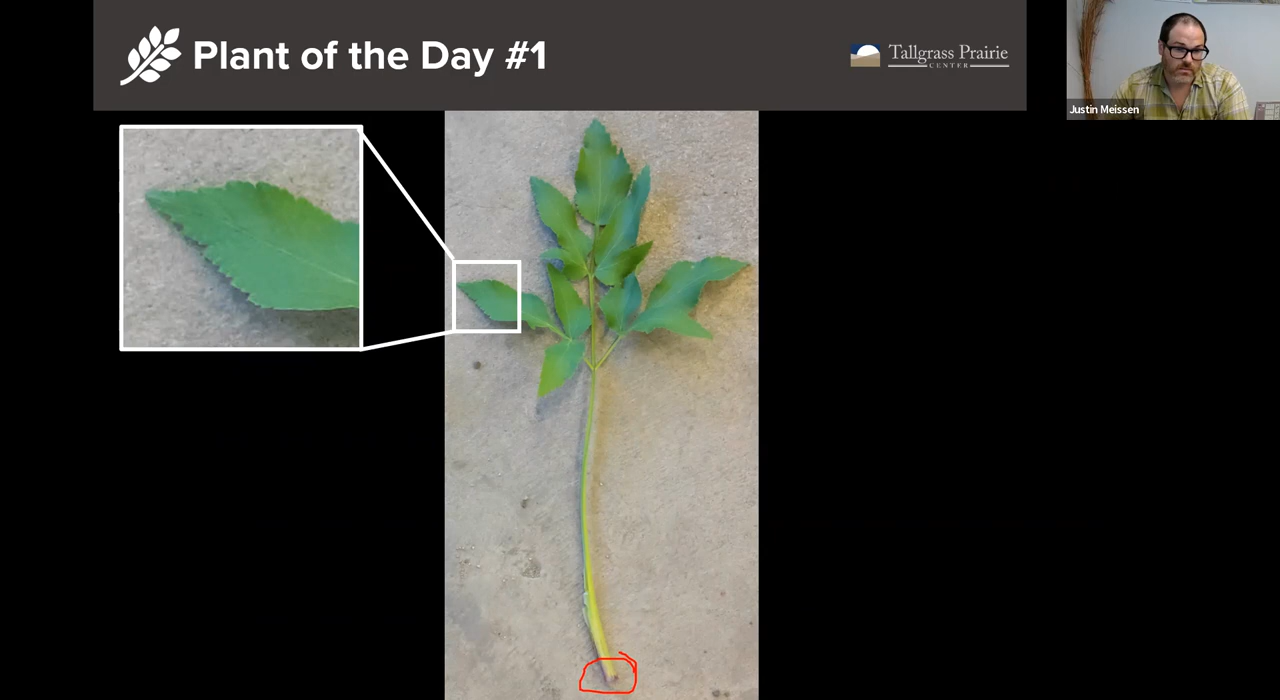 Plant of the Day #1
Tallgrass Prairie
CENTER
Justin Meissen